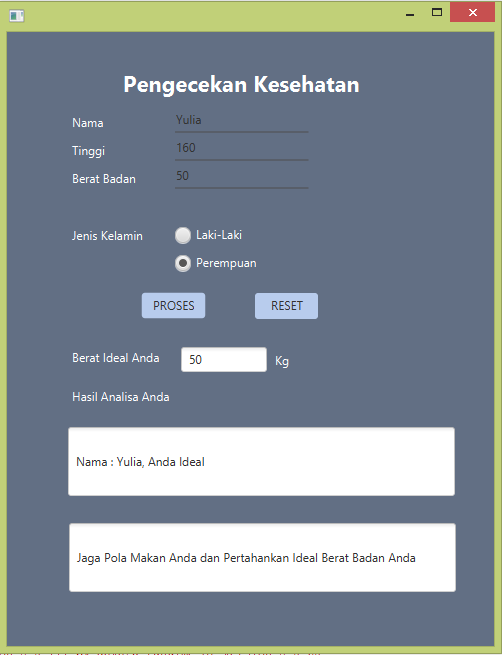 Pengecekan Kesehatan
Nama Yulia
Tinggi 160
Berat Badan 50
Jenis Kelamin Laki-Laki
Perempuan
PROSES RESET
Berat Ideal Anda 50 Kg
Hasil Analisa Anda
Nama : Yulia, Anda Ideal
Jaga Pola Makan Anda dan Pertahankan Ideal Berat Badan Anda